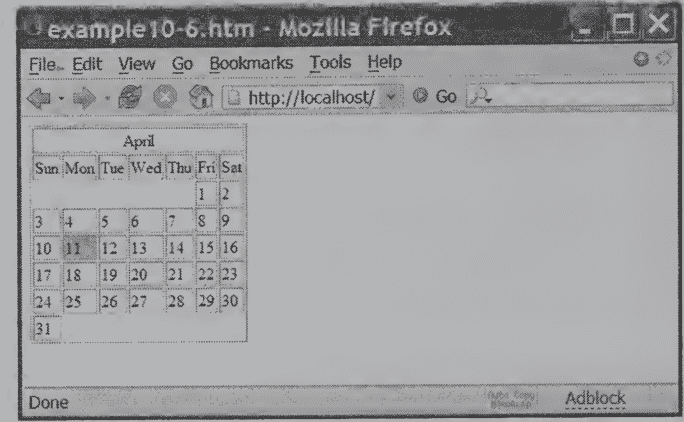 example10-6.htm - Mozilla Firefox
File Edit View Go Bookmarks Tools Help
http://localhost/ Go
April
Sun Mon Tue Wed Thu Fri Sat
1 2
3 4 5 6 7 8 9
10 11 12 13 14 15 16
17 18 19 20 21 22 23
24 25 26 27 28 29 30
31
Done Adblock